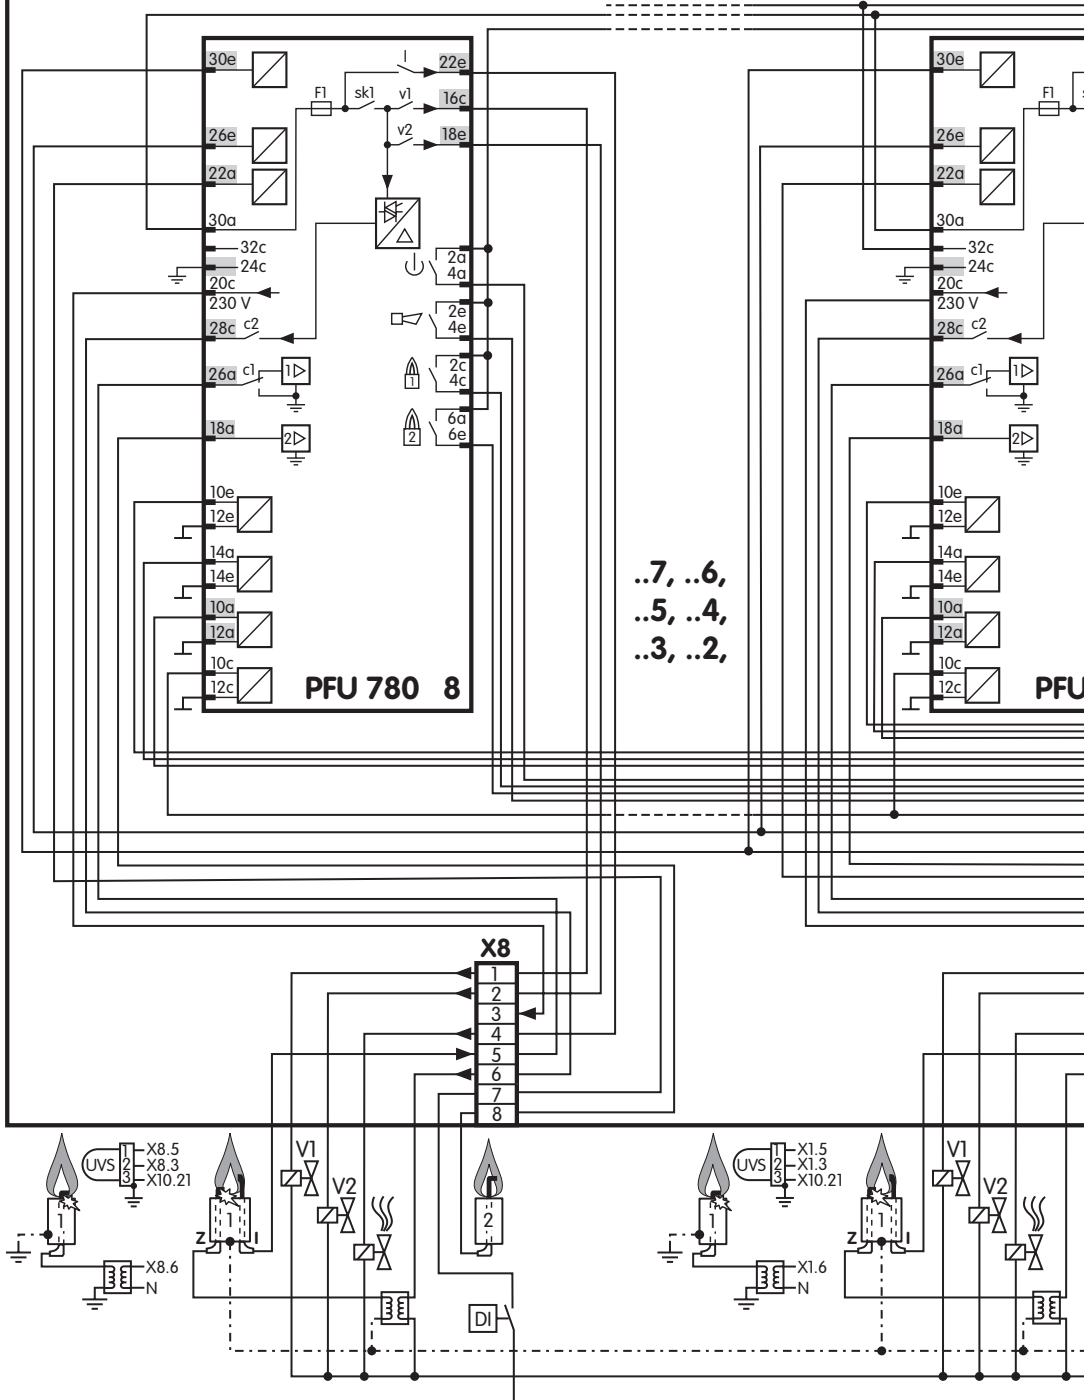 30e
I
22e
F1
sk1
v1
16c
v2
18e
26e
22a
30a
32c
24c
20c
230 V
28c
c2
26a
c1
1
18a
2
2a
4a
2e
4e
1
2c
4c
2
6a
6e
10e
12e
14a
14e
10a
12a
10c
12c
PFU 780 8
..7, ..6,
..5, ..4,
..3, ..2,
30e
F1
26e
22a
30a
32c
24c
20c
230 V
28c
c2
26a
c1
1
18a
2
10e
12e
14a
14e
10a
12a
10c
12c
PFU
X8
1
2
3
4
5
6
7
8
1
UVS
1
2
3
X8.5
X8.3
X10.21
X8.6
N
1
Z
I
V1
V2
2
DI
1
UVS
1
2
3
X1.5
X1.3
X10.21
X1.6
N
1
Z
I
V1
V2